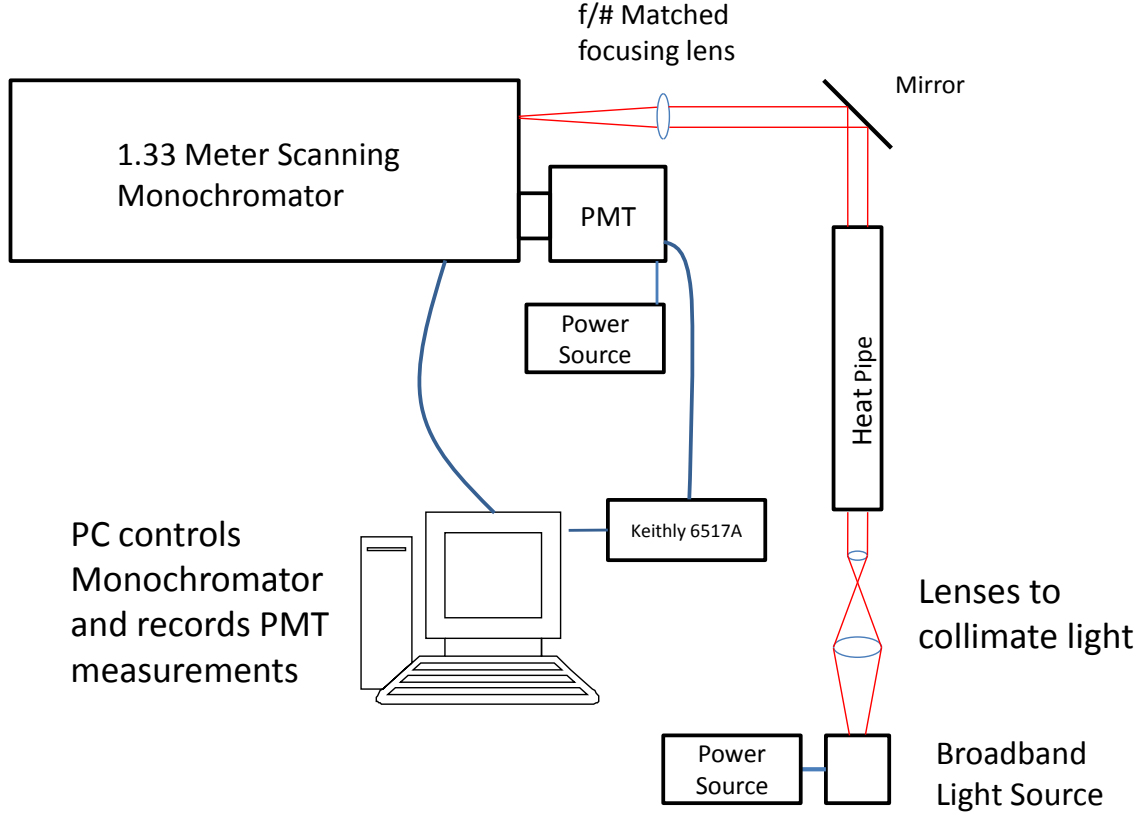 f/# Matched
focusing lens
Mirror
1.33 Meter Scanning
Monochromator
PMT
Power
Source
Heat Pipe
Keithly 6517A
PC controls
Monochromator
and records PMT
measurements
Lenses to
collimate light
Power
Source
Broadband
Light Source